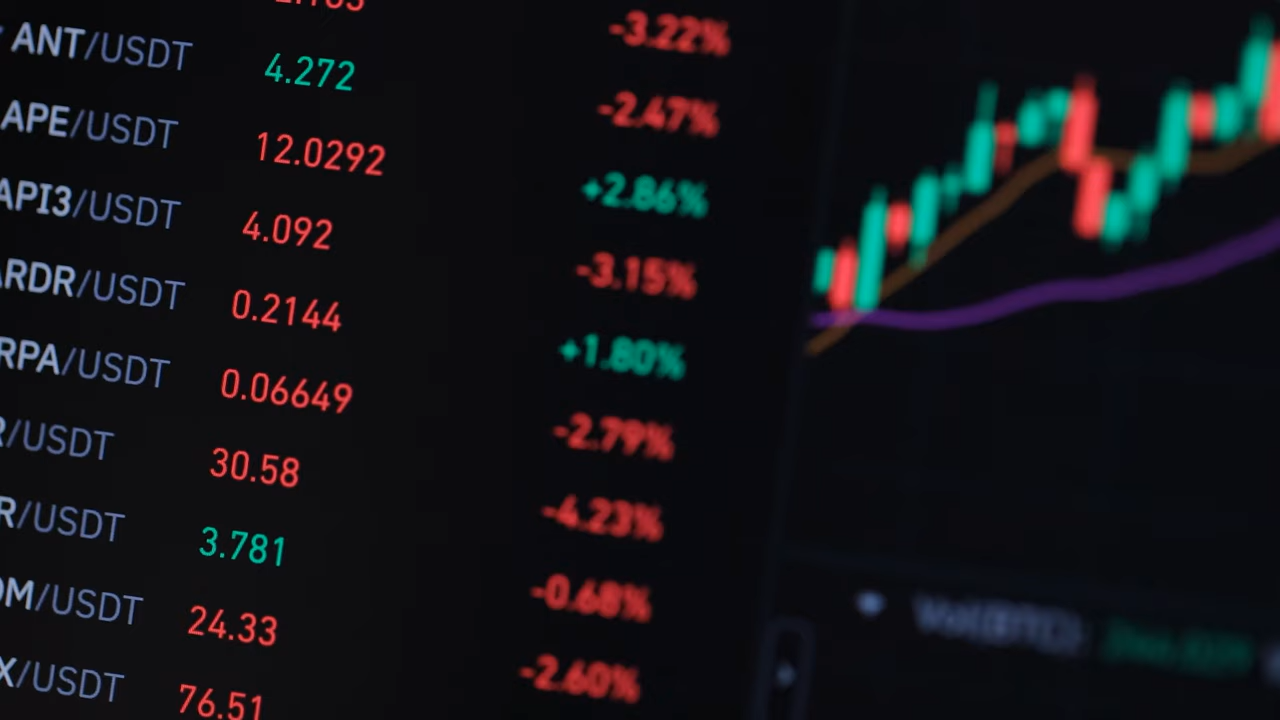 -3.22%
ANT/USDT 4.272 -2.47%
APE/USDT 12.0292 +2.86%
API3/USDT 4.092 -3.15%
ARDR/USDT 0.2144 +1.80%
RPA/USDT 0.06649 -2.79%
R/USDT 30.58 -4.23%
R/USDT 3.781 -0.68%
OM/USDT 24.33 -2.60%
X/USDT 76.51
Vol(BTC):